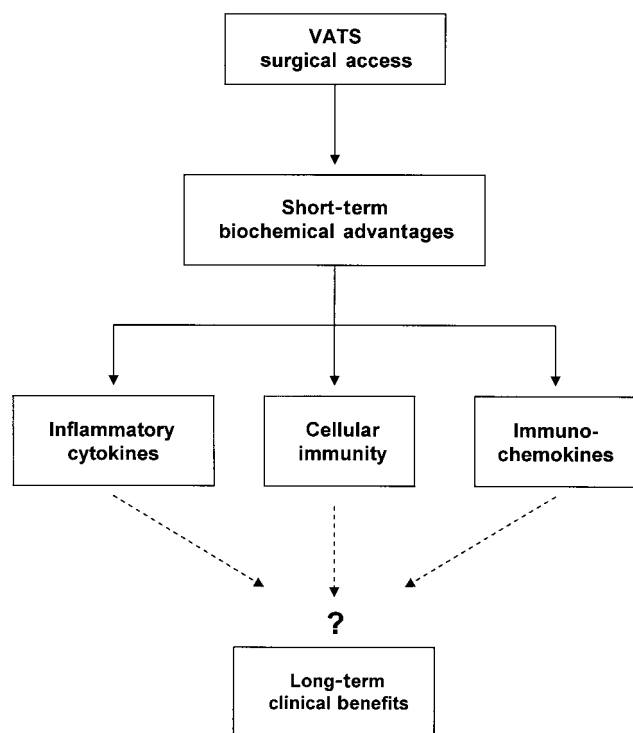 VATS
surgical access
Short-term
biochemical advantages
Inflammatory
cytokines
Cellular
immunity
Immuno-
chemokines
?
Long-term
clinical benefits